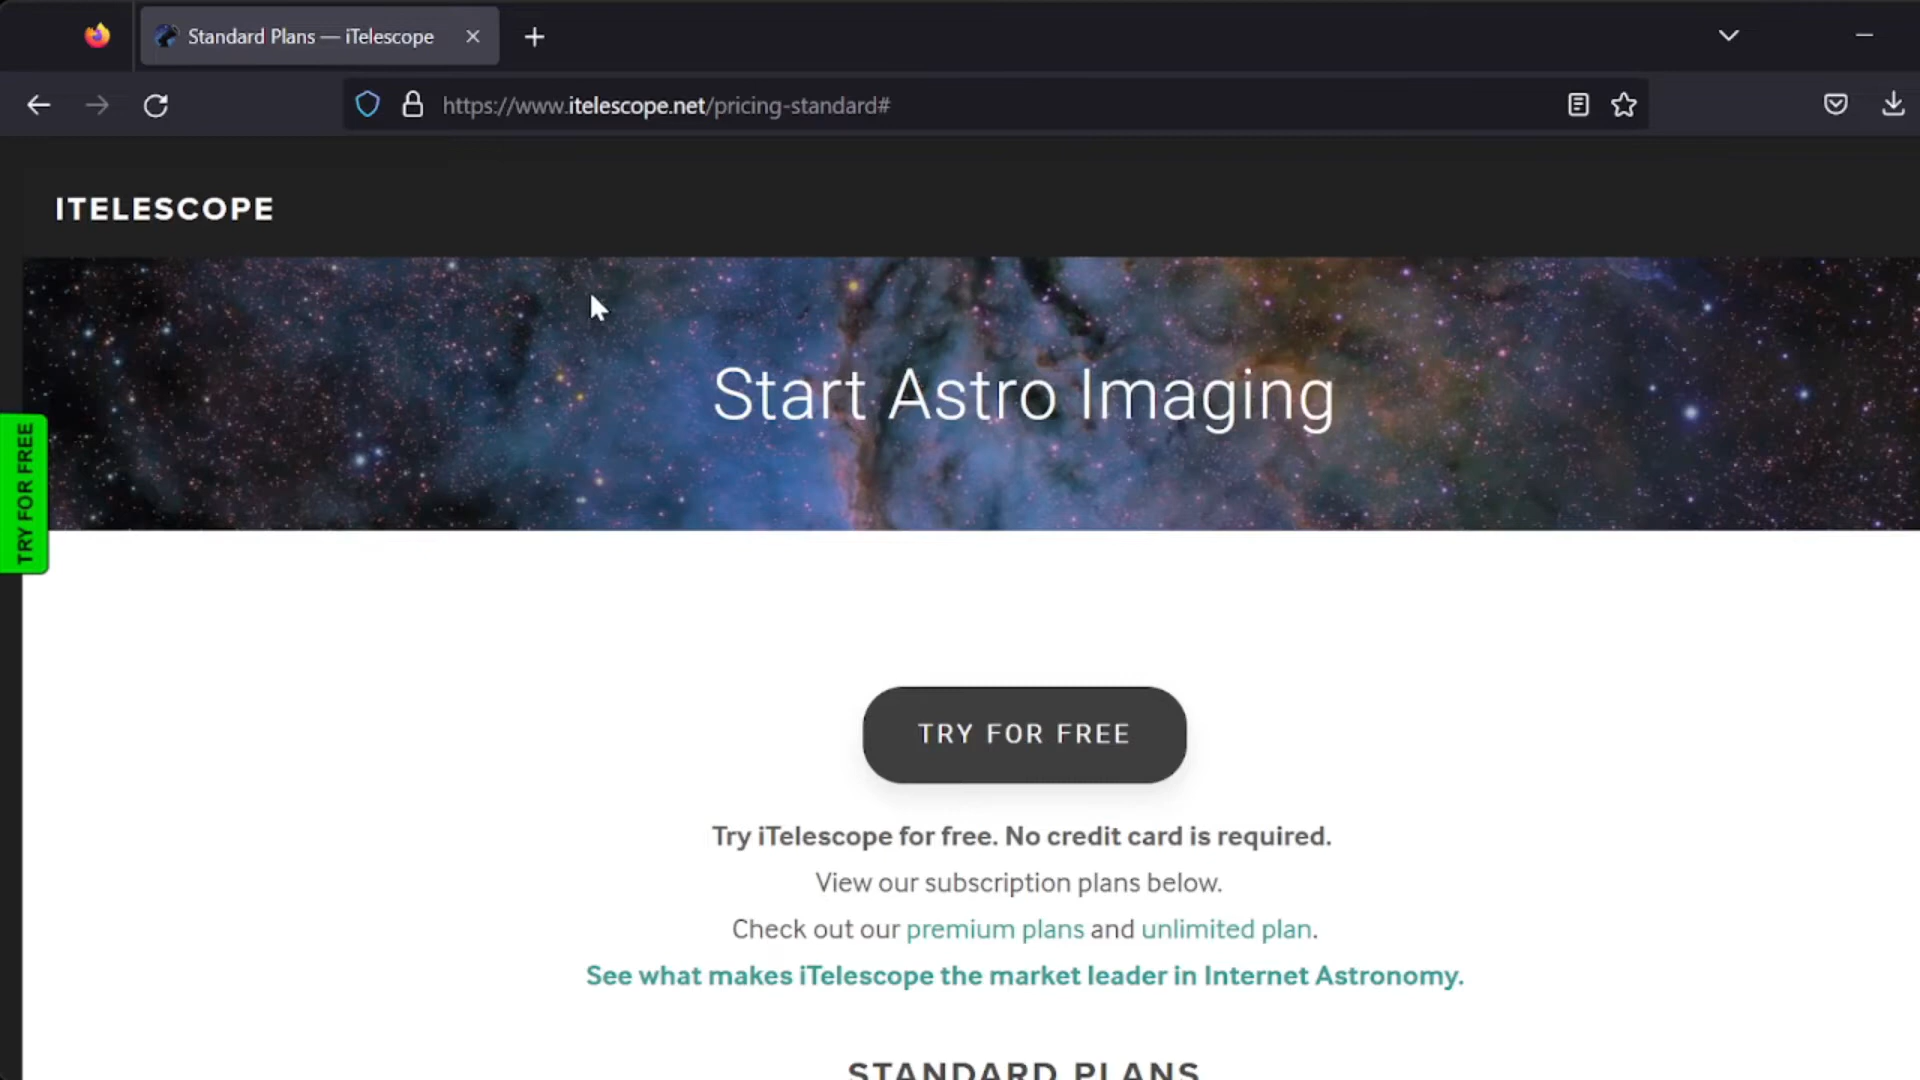 Standard Plans — iTelescope
https://www.itelescope.net/pricing-standard#
ITELESCOPE
Start Astro Imaging
TRY FOR FREE
TRY FOR FREE
Try iTelescope for free. No credit card is required.
View our subscription plans below.
Check out our premium plans and unlimited plan.
See what makes iTelescope the market leader in Internet Astronomy.
STANDARD PLANS